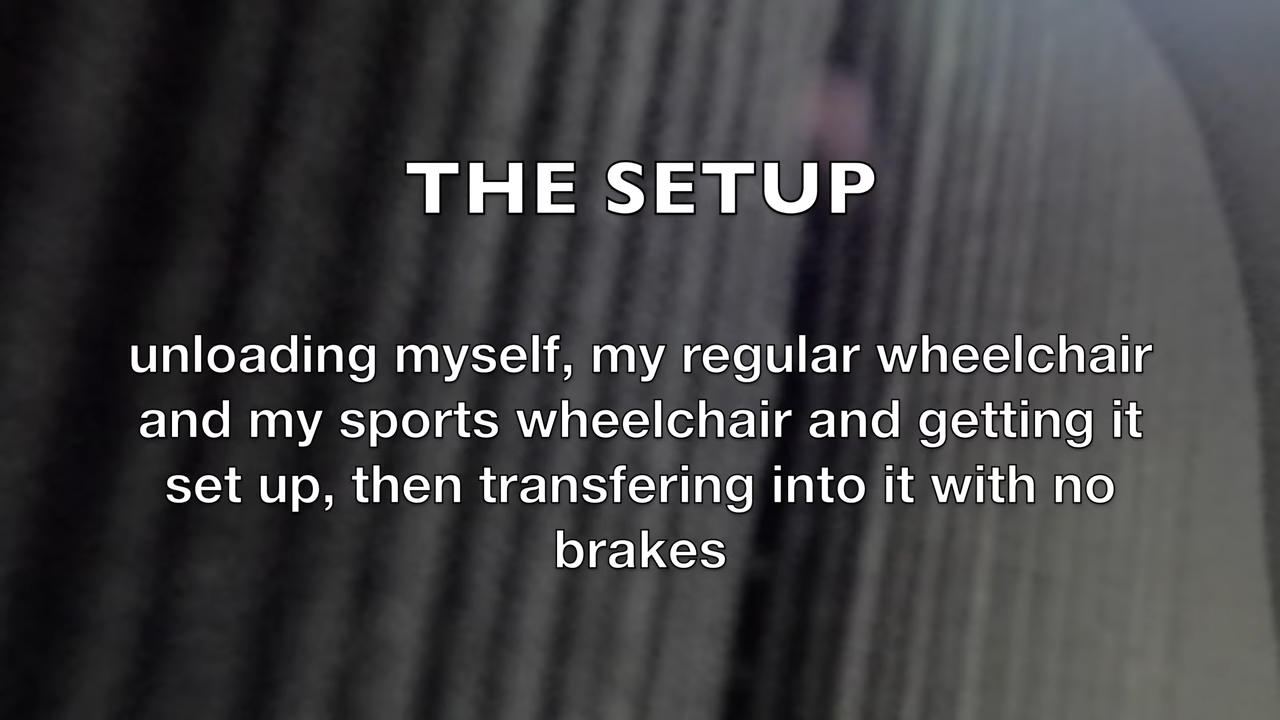 THE SETUP
unloading myself, my regular wheelchair
and my sports wheelchair and getting it
set up, then transfering into it with no
brakes